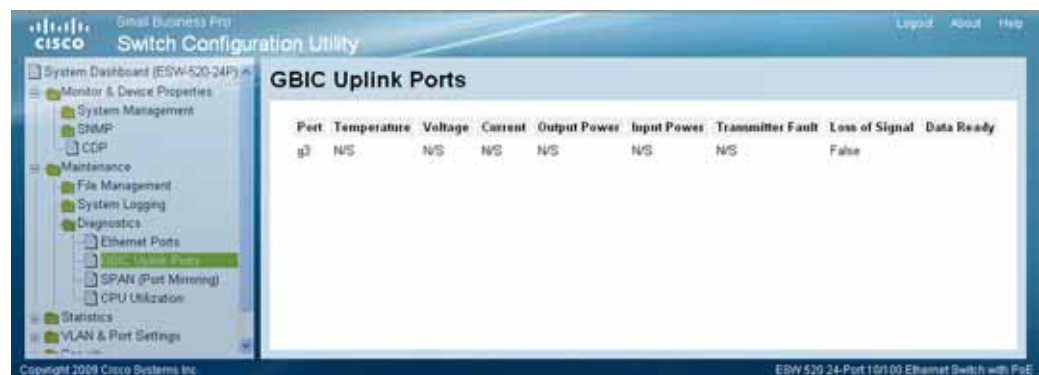 Small Business Pro
CISCO Switch Configuration Utility
Logout About Help
System Dashboard (ESW-520-24P)
Monitor & Device Properties
System Management
SNMP
CDP
Maintenance
File Management
System Logging
Diagnostics
Ethernet Ports
GBIC Uplink Ports
SPAN (Port Mirroring)
CPU Utilization
Statistics
VLAN & Port Settings
GBIC Uplink Ports
Port Temperature Voltage Current Output Power Input Power Transmitter Fault Loss of Signal Data Ready
g3 N/S N/S N/S N/S N/S N/S False
Copyright 2009 Cisco Systems Inc.
ESW 520 24-Port 10/100 Ethernet Switch with PoE